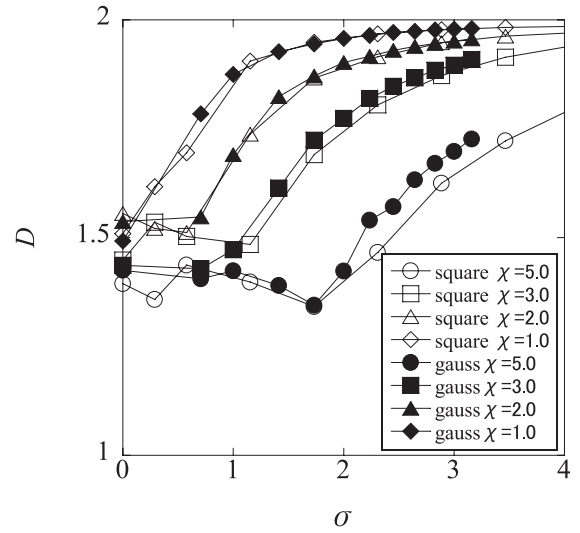 2
1.5
1
D
0 1 2 3 4
σ
square χ=5.0
square χ=3.0
square χ=2.0
square χ=1.0
gauss χ=5.0
gauss χ=3.0
gauss χ=2.0
gauss χ=1.0